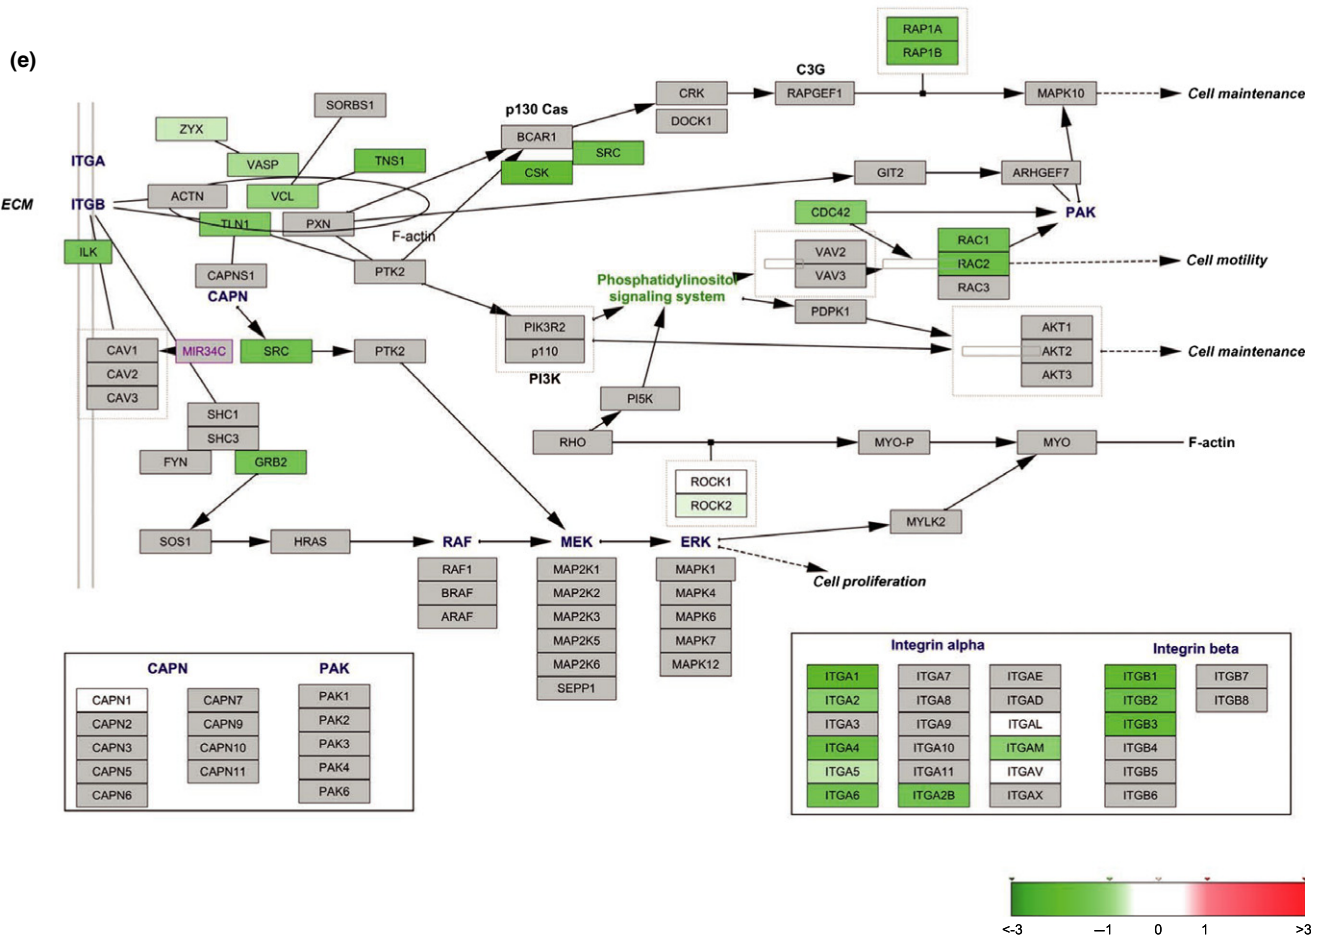 (e)
RAP1A
RAP1B
C3G
CRK
RAPGEF1
MAPK10
Cell maintenance
SORBS1
p130 Cas
DOCK1
ZYX
BCAR1
VASP
TNS1
SRC
ITGA
CSK
GIT2
ARHGEF7
ECM
ITGB
ACTN
VCL
CDC42
PAK
TLN1
PXN
F-actin
ILK
RAC1
VAV2
RAC2
Cell motility
CAPNS1
PTK2
VAV3
RAC3
CAPN
Phosphatidylinositol
signaling system
PDPK1
PIK3R2
AKT1
CAV1
MIR34C
SRC
PTK2
p110
AKT2
Cell maintenance
CAV2
PI3K
AKT3
CAV3
PI5K
SHC1
SHC3
RHO
MYO-P
MYO
F-actin
FYN
GRB2
ROCK1
ROCK2
MYLK2
SOS1
HRAS
RAF
MEK
ERK
RAF1
MAP2K1
MAPK1
Cell proliferation
BRAF
MAP2K2
MAPK4
ARAF
MAP2K3
MAPK6
MAP2K5
MAPK7
MAP2K6
MAPK12
SEPP1
CAPN
PAK
CAPN1
CAPN7
PAK1
CAPN2
CAPN9
PAK2
CAPN3
CAPN10
PAK3
CAPN5
CAPN11
PAK4
CAPN6
PAK6
Integrin alpha
Integrin beta
ITGA1
ITGA7
ITGAE
ITGB1
ITGB7
ITGA2
ITGA8
ITGAD
ITGB2
ITGB8
ITGA3
ITGA9
ITGAL
ITGB3
ITGA4
ITGA10
ITGAM
ITGB4
ITGA5
ITGA11
ITGAV
ITGB5
ITGA6
ITGA2B
ITGAX
ITGB6
<-3 –1 0 1 >3